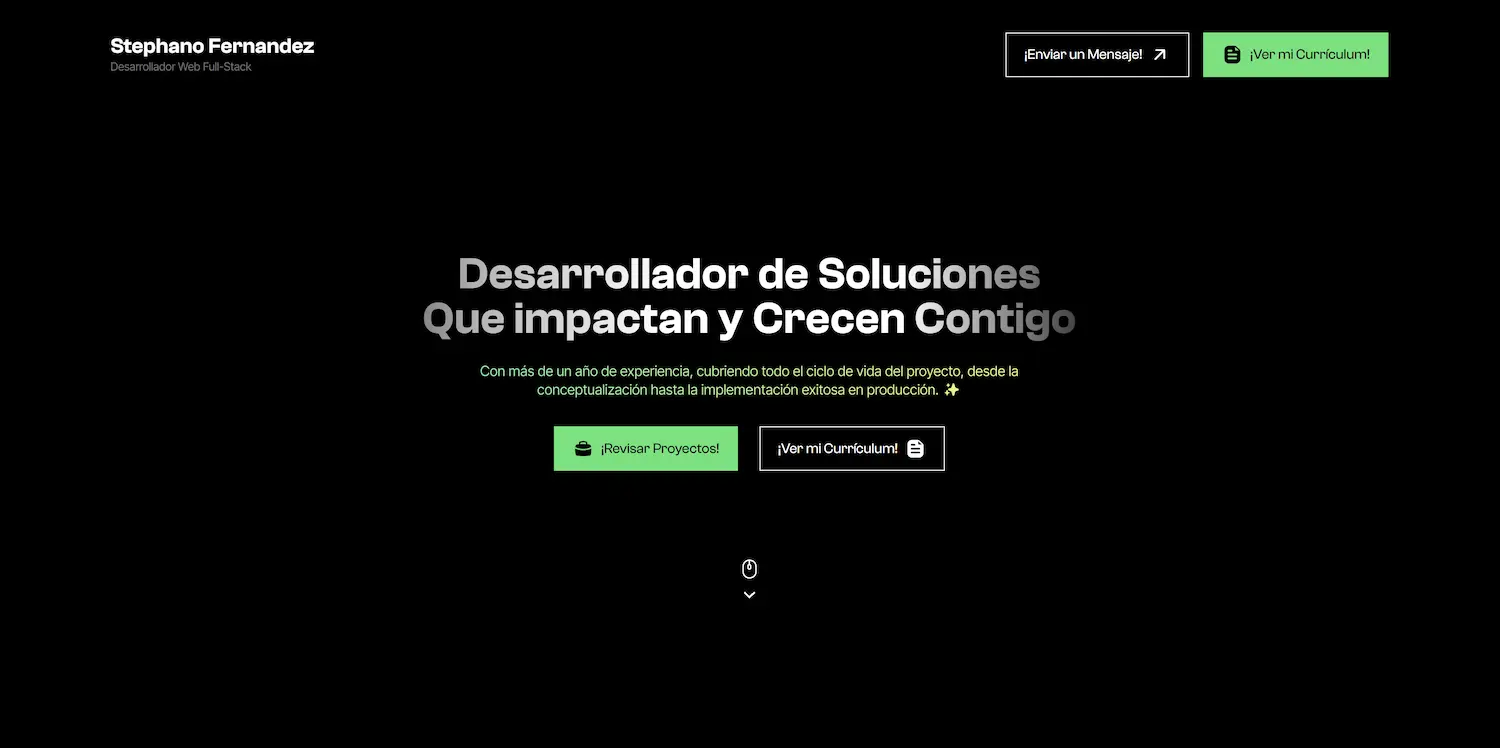 Stephano Fernandez
Desarrollador Web Full-Stack
¡Enviar un Mensaje!
¡Ver mi Currículum!
Desarrollador de Soluciones
Que impactan y Crecen Contigo
Con más de un año de experiencia, cubriendo todo el ciclo de vida del proyecto, desde la
conceptualización hasta la implementación exitosa en producción. ✨
¡Revisar Proyectos!
¡Ver mi Currículum!